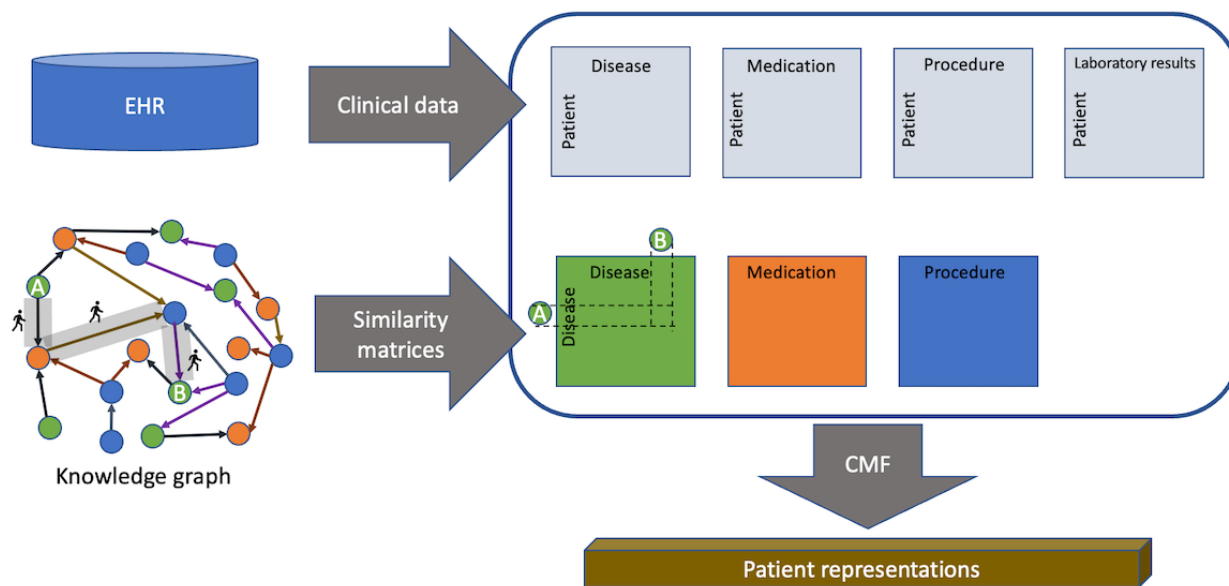 EHR
Clinical data
Disease
Patient
Medication
Patient
Procedure
Patient
Laboratory results
Patient
A
B
Knowledge graph
Similarity
matrices
B
Disease
A
Disease
Medication
Procedure
CMF
Patient representations